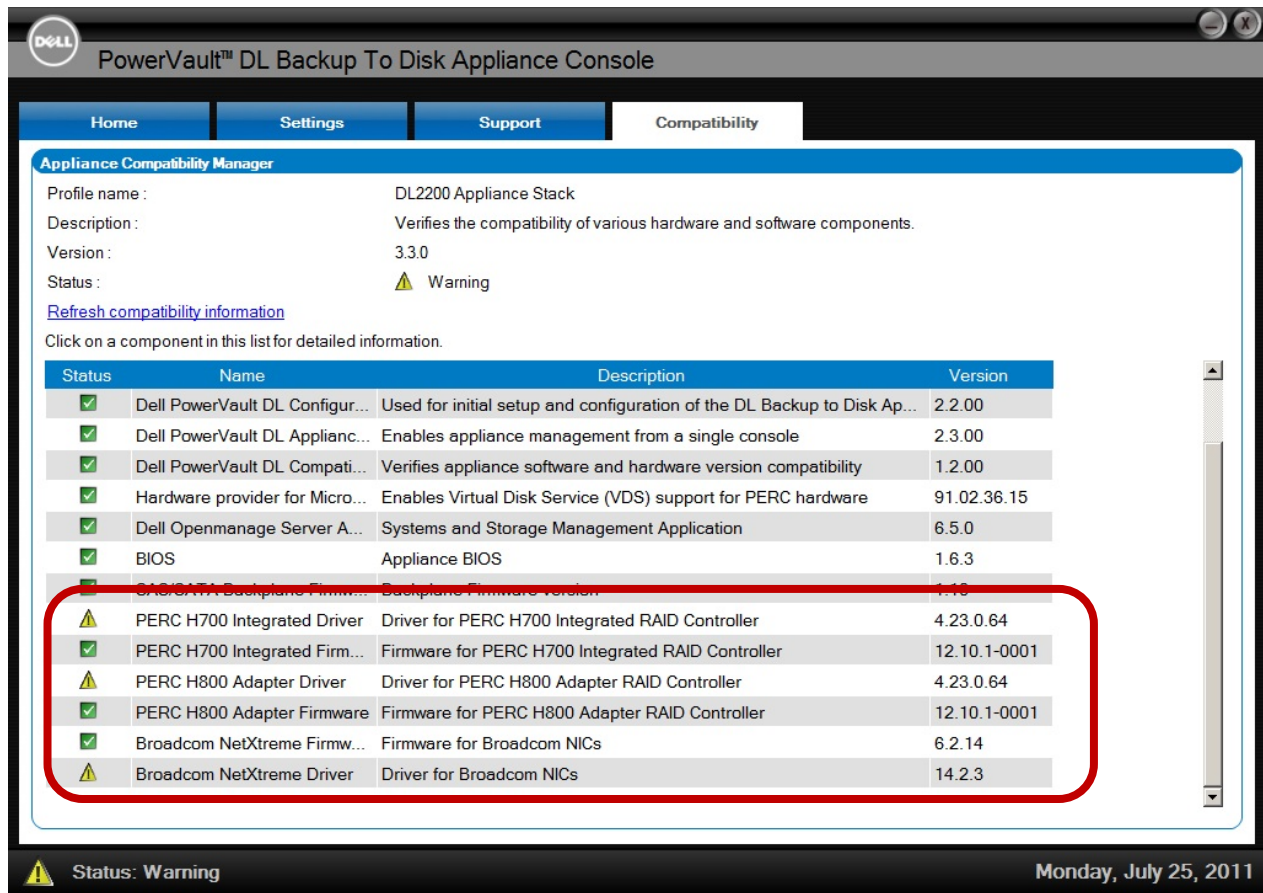 DELL
PowerVault™ DL Backup To Disk Appliance Console
Home Settings Support Compatibility
Appliance Compatibility Manager
Profile name : DL2200 Appliance Stack
Description : Verifies the compatibility of various hardware and software components.
Version : 3.3.0
Status : Warning
Refresh compatibility information
Click on a component in this list for detailed information.
Status Name Description Version
Dell PowerVault DL Configur... Used for initial setup and configuration of the DL Backup to Disk Ap... 2.2.00
Dell PowerVault DL Applianc... Enables appliance management from a single console 2.3.00
Dell PowerVault DL Compati... Verifies appliance software and hardware version compatibility 1.2.00
Hardware provider for Micro... Enables Virtual Disk Service (VDS) support for PERC hardware 91.02.36.15
Dell Openmanage Server A... Systems and Storage Management Application 6.5.0
BIOS Appliance BIOS 1.6.3
SAS/SATA Backplane Firmw... Backplane Firmware version
PERC H700 Integrated Driver Driver for PERC H700 Integrated RAID Controller 4.23.0.64
PERC H700 Integrated Firm... Firmware for PERC H700 Integrated RAID Controller 12.10.1-0001
PERC H800 Adapter Driver Driver for PERC H800 Adapter RAID Controller 4.23.0.64
PERC H800 Adapter Firmware Firmware for PERC H800 Adapter RAID Controller 12.10.1-0001
Broadcom NetXtreme Firmw... Firmware for Broadcom NICs 6.2.14
Broadcom NetXtreme Driver Driver for Broadcom NICs 14.2.3
Status: Warning Monday, July 25, 2011